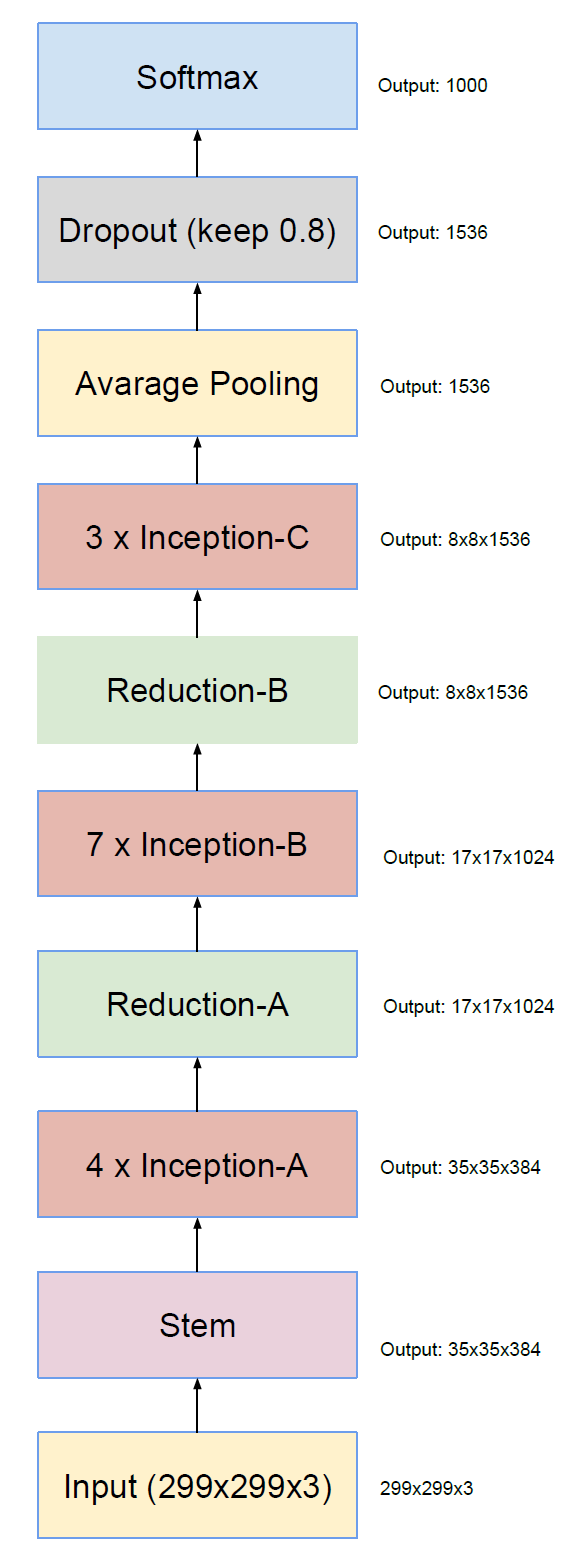 Softmax
Output: 1000
Dropout (keep 0.8)
Output: 1536
Avarage Pooling
Output: 1536
3 x Inception-C
Output: 8x8x1536
Reduction-B
Output: 8x8x1536
7 x Inception-B
Output: 17x17x1024
Reduction-A
Output: 17x17x1024
4 x Inception-A
Output: 35x35x384
Stem
Output: 35x35x384
Input (299x299x3)
299x299x3